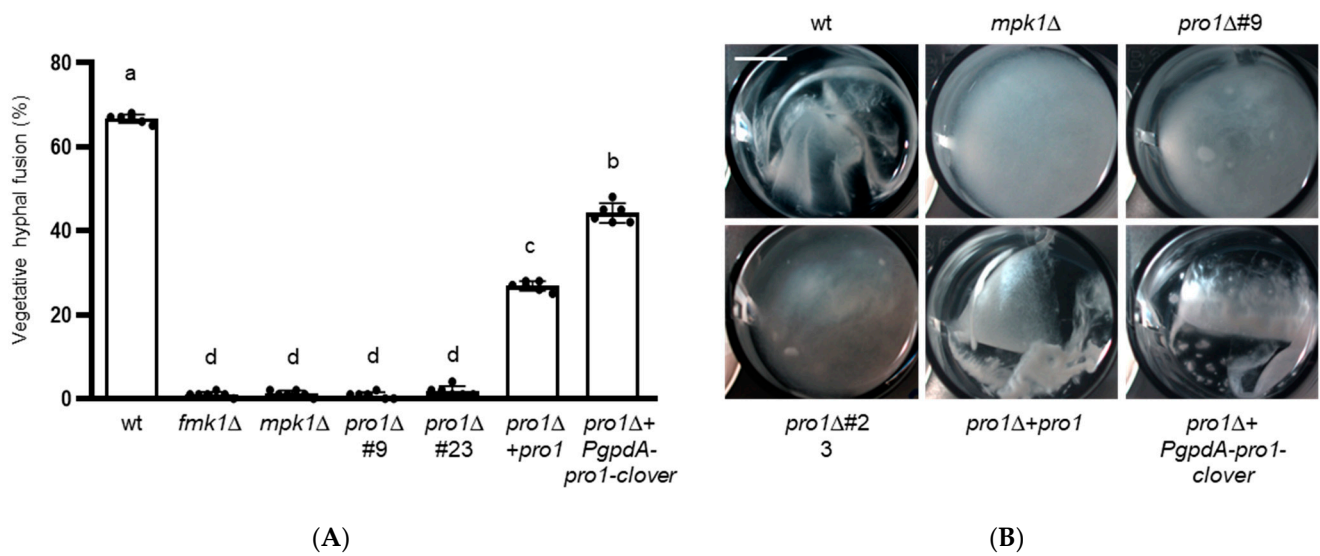 Vegetative hyphal fusion (%)
80
60
40
20
0
a
d
d
d
d
c
b
wt
fmk1Δ
mpk1Δ
pro1Δ
#9
pro1Δ
#23
pro1Δ
+pro1
pro1Δ+
PgpdA-
pro1-clover
(A)
wt
mpk1Δ
pro1Δ#9
pro1Δ#2
3
pro1Δ+pro1
pro1Δ+
PgpdA-pro1-
clover
(B)